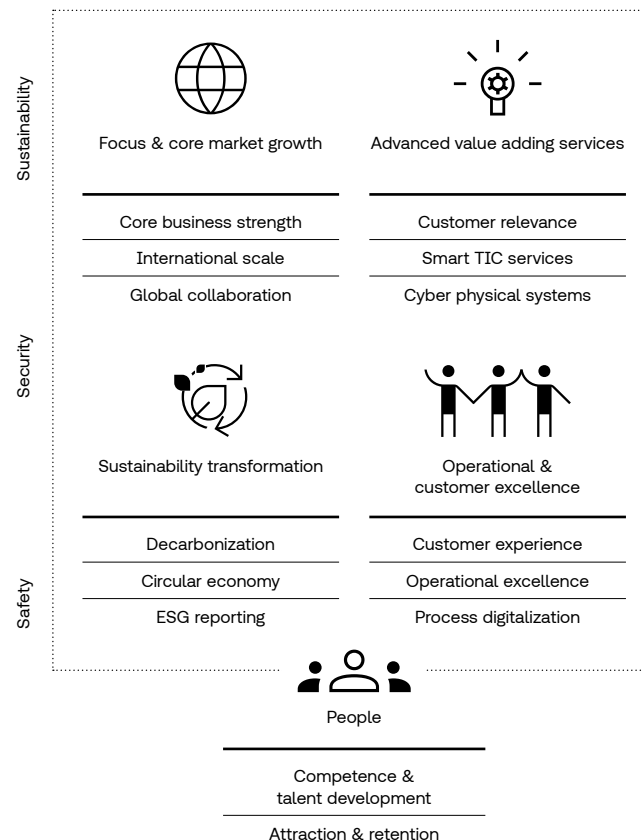 Sustainability
Focus & core market growth
Core business strength
International scale
Global collaboration
Advanced value adding services
Customer relevance
Smart TIC services
Cyber physical systems
Security
Sustainability transformation
Decarbonization
Circular economy
ESG reporting
Operational &
customer excellence
Customer experience
Operational excellence
Process digitalization
Safety
People
Competence &
talent development
Attraction & retention